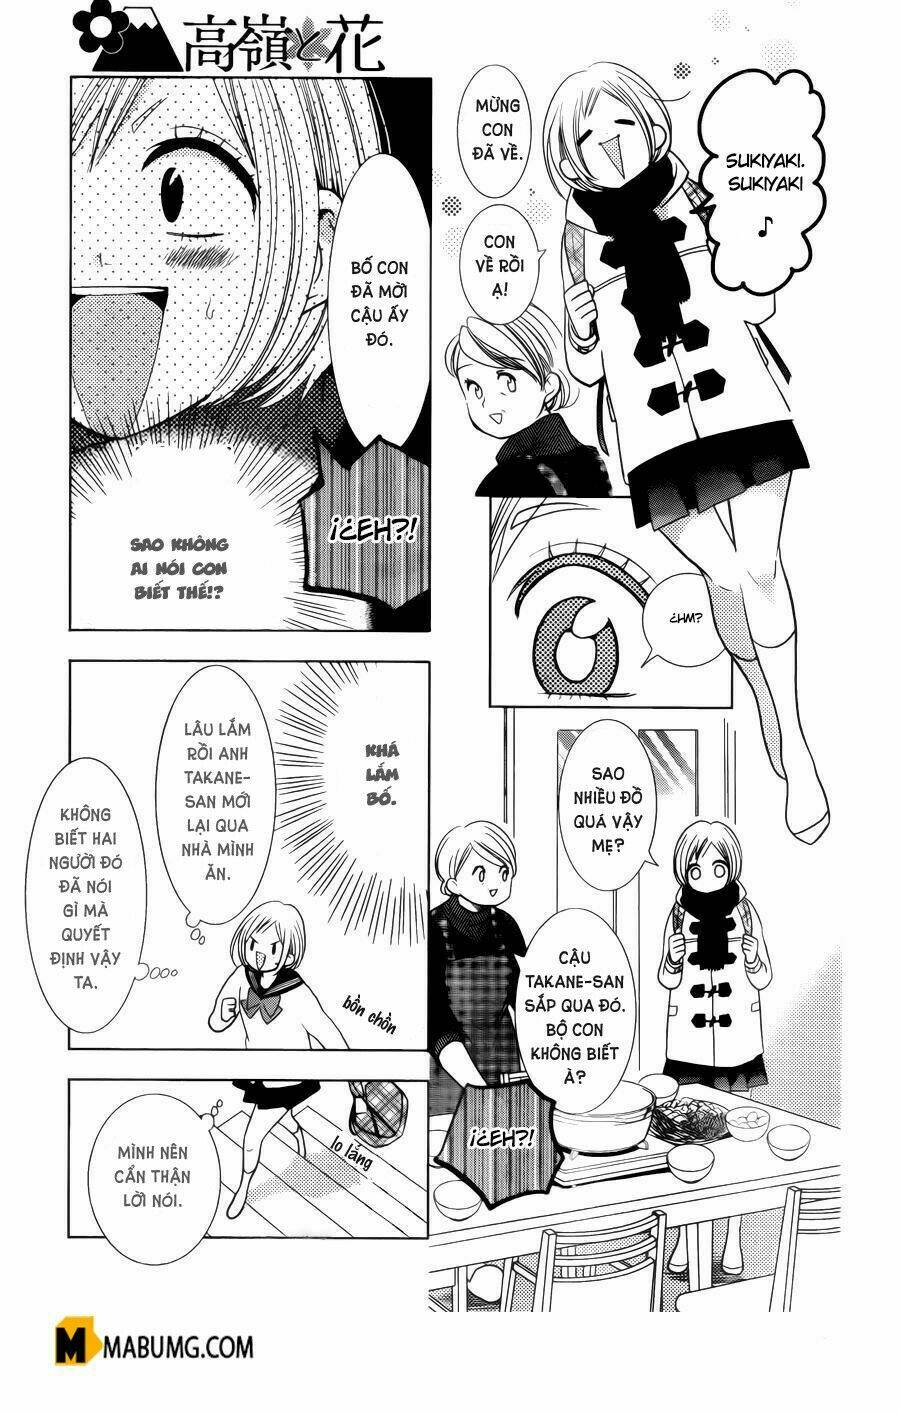 高嶺と花
SUKIYAKI.
SUKIYAKI
♪
MỪNG
CON
ĐÃ VỀ.
CON
VỀ RỒI
Ạ!
¿HM?
SAO
NHIỀU ĐỒ
QUÁ VẬY
MẸ?
CẬU
TAKANE-SAN
SẮP QUA ĐÓ.
BỘ CON
KHÔNG BIẾT
À?
¡¿EH?!
BỐ CON
ĐÃ MỜI
CẬU ẤY
ĐÓ.
¡¿EH?!
SAO KHÔNG
AI NÓI CON
BIẾT THẾ!?
KHÁ
LẮM
BỐ.
LÂU LẮM
RỒI ANH
TAKANE-
SAN MỚI
LẠI QUA
NHÀ MÌNH
ĂN.
KHÔNG
BIẾT HAI
NGƯỜI ĐÓ
ĐÃ NÓI
GÌ MÀ
QUYẾT
ĐỊNH VẬY
TA.
bồn chồn
MÌNH NÊN
CẨN THẬN
LỜI NÓI.
lo lắng
M MABUMG.COM